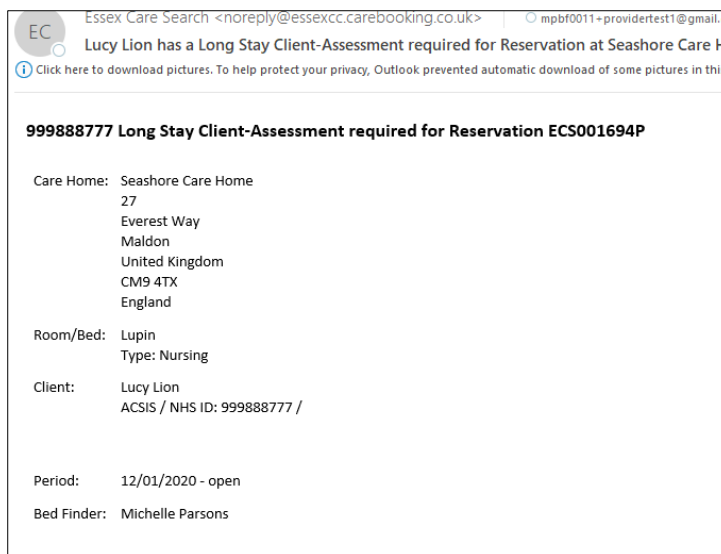 EC
Essex Care Search <noreply@essexcc.carebooking.co.uk>
mpbf0011+providertest1@gmail.
Lucy Lion has a Long Stay Client-Assessment required for Reservation at Seashore Care H
Click here to download pictures. To help protect your privacy, Outlook prevented automatic download of some pictures in thi
999888777 Long Stay Client-Assessment required for Reservation ECS001694P
Care Home: Seashore Care Home
27
Everest Way
Maldon
United Kingdom
CM9 4TX
England
Room/Bed: Lupin
Type: Nursing
Client: Lucy Lion
ACSIS / NHS ID: 999888777 /
Period: 12/01/2020 - open
Bed Finder: Michelle Parsons